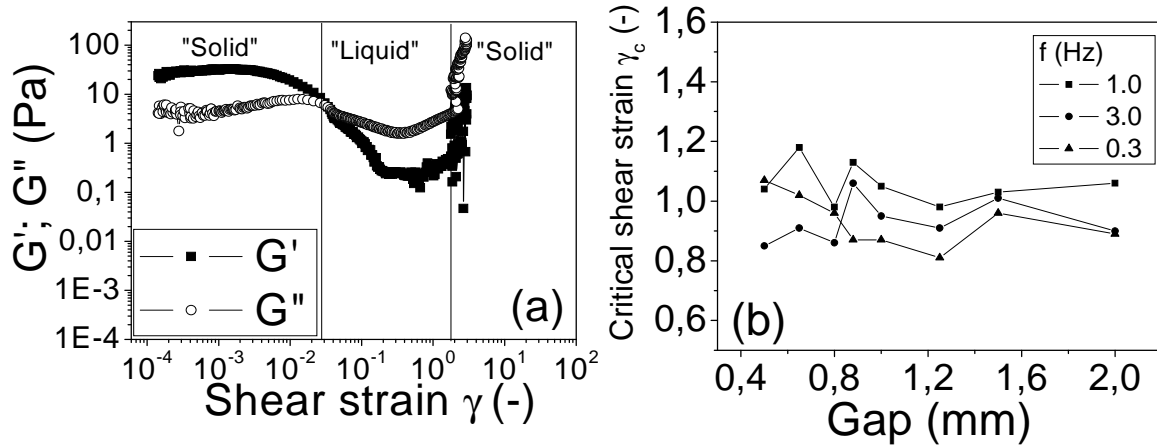 "Solid" "Liquid" "Solid"
100
10
1
0,1
0,01
1E-3
1E-4
G'; G" (Pa)
G'
G"
(a)
10-4 10-3 10-2 10-1 100 101 102
Shear strain γ (-)
Critical shear strain γc (-)
1,6
1,4
1,2
1,0
0,8
0,6
f (Hz)
1.0
3.0
0.3
(b)
0,4 0,8 1,2 1,6 2,0
Gap (mm)